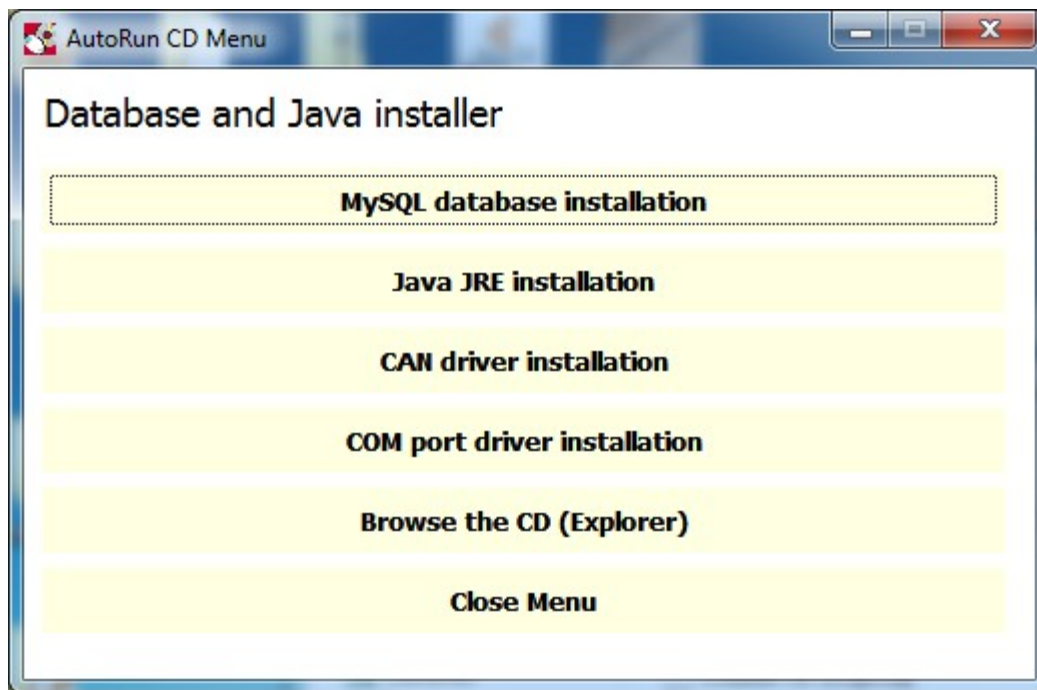 AutoRun CD Menu
Database and Java installer
MySQL database installation
Java JRE installation
CAN driver installation
COM port driver installation
Browse the CD (Explorer)
Close Menu